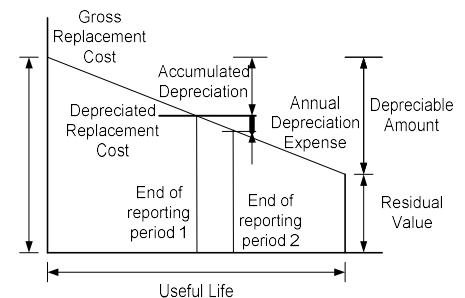 Gross
Replacement
Cost
Accumulated
Depreciation
Depreciated
Replacement
Cost
Annual
Depreciation
Expense
Depreciable
Amount
End of
reporting
period 1
End of
reporting
period 2
Residual
Value
Useful Life